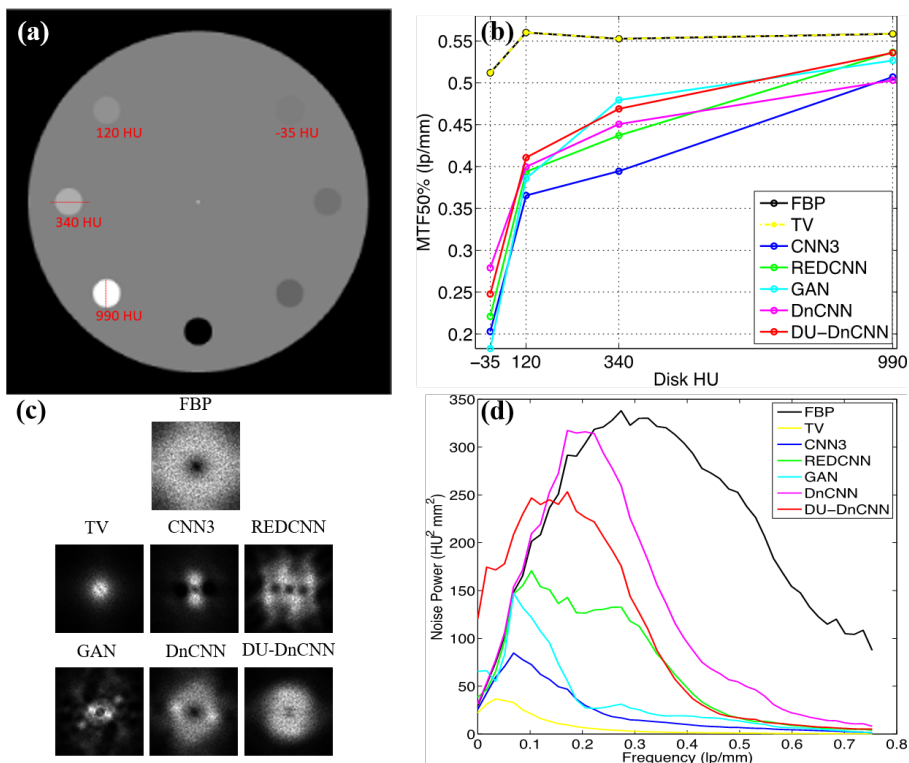 (a)
120 HU
-35 HU
340 HU
990 HU
(b)
MTF50% (lp/mm)
0.55
0.5
0.45
0.4
0.35
0.3
0.25
0.2
−35
120
340
990
Disk HU
FBP
TV
CNN3
REDCNN
GAN
DnCNN
DU−DnCNN
(c)
FBP
TV CNN3 REDCNN
GAN DnCNN DU-DnCNN
(d)
Noise Power (HU² mm²)
350
300
250
200
150
100
50
0
0 0.1 0.2 0.3 0.4 0.5 0.6 0.7 0.8
Frequency (lp/mm)
FBP
TV
CNN3
REDCNN
GAN
DnCNN
DU−DnCNN